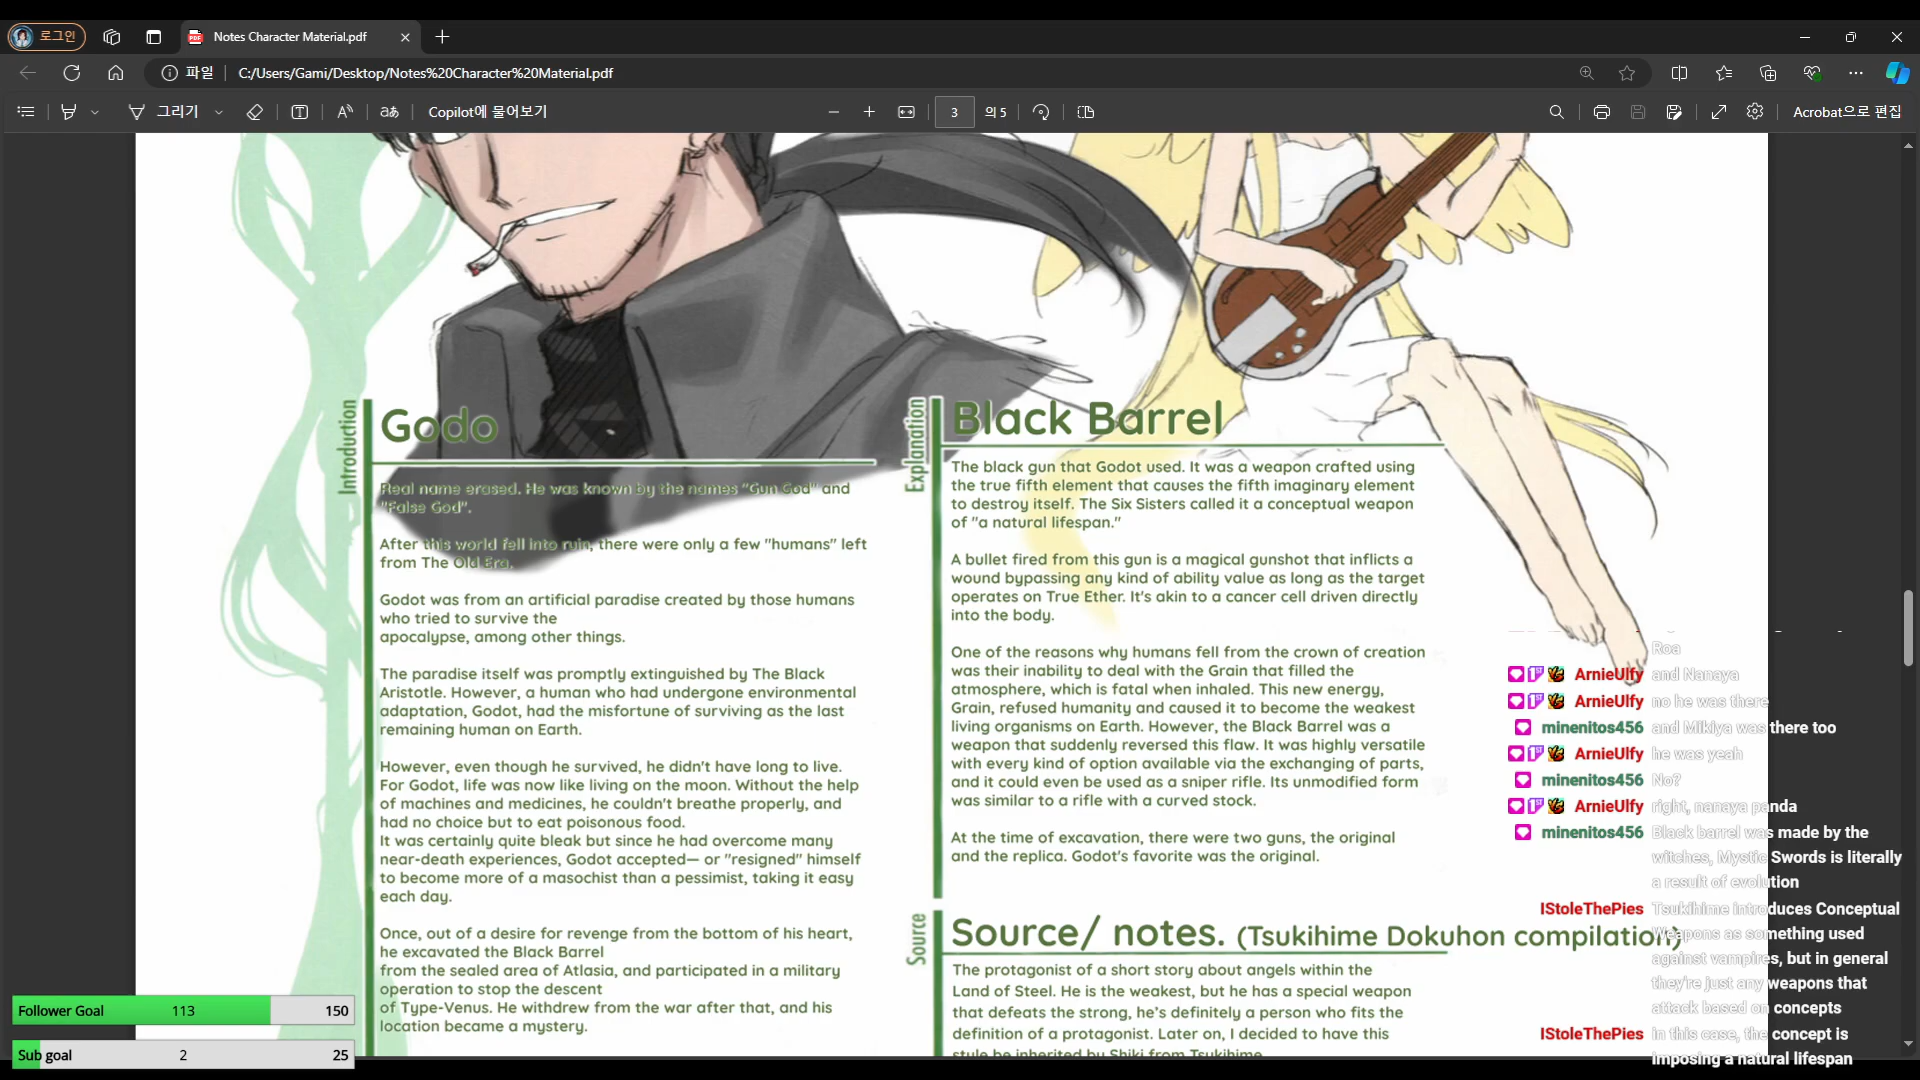 로그인
Notes Character Material.pdf
파일
C:/Users/Gami/Desktop/Notes%20Character%20Material.pdf
그리기
aあ
Copilot에 물어보기
3
의 5
Acrobat으로 편집
Introduction
Godo
Real name erased. He was known by the names "Gun God" and
"False God".
After this world fell into ruin, there were only a few "humans" left
from The Old Era.
Godot was from an artificial paradise created by those humans
who tried to survive the
apocalypse, among other things.
The paradise itself was promptly extinguished by The Black
Aristotle. However, a human who had undergone environmental
adaptation, Godot, had the misfortune of surviving as the last
remaining human on Earth.
However, even though he survived, he didn't have long to live.
For Godot, life was now like living on the moon. Without the help
of machines and medicines, he couldn't breathe properly, and
had no choice but to eat poisonous food.
It was certainly quite bleak but since he had overcome many
near-death experiences, Godot accepted— or "resigned" himself
to become more of a masochist than a pessimist, taking it easy
each day.
Once, out of a desire for revenge from the bottom of his heart,
he excavated the Black Barrel
from the sealed area of Atlasia, and participated in a military
operation to stop the descent
of Type-Venus. He withdrew from the war after that, and his
location became a mystery.
Explanation
Black Barrel
The black gun that Godot used. It was a weapon crafted using
the true fifth element that causes the fifth imaginary element
to destroy itself. The Six Sisters called it a conceptual weapon
of "a natural lifespan."
A bullet fired from this gun is a magical gunshot that inflicts a
wound bypassing any kind of ability value as long as the target
operates on True Ether. It's akin to a cancer cell driven directly
into the body.
One of the reasons why humans fell from the crown of creation
was their inability to deal with the Grain that filled the
atmosphere, which is fatal when inhaled. This new energy,
Grain, refused humanity and caused it to become the weakest
living organisms on Earth. However, the Black Barrel was a
weapon that suddenly reversed this flaw. It was highly versatile
with every kind of option available via the exchanging of parts,
and it could even be used as a sniper rifle. Its unmodified form
was similar to a rifle with a curved stock.
At the time of excavation, there were two guns, the original
and the replica. Godot's favorite was the original.
Source
Source/ notes. (Tsukihime Dokuhon compilation)
The protagonist of a short story about angels within the
Land of Steel. He is the weakest, but he has a special weapon
that defeats the strong, he's definitely a person who fits the
definition of a protagonist. Later on, I decided to have this
style be inherited by Shiki from Tsukihime.
Roa
ArnieUlfy and Nanaya
ArnieUlfy no he was there
minenitos456 and Mikiya was there too
ArnieUlfy he was yeah
minenitos456 No?
ArnieUlfy right, nanaya panda
minenitos456 Black barrel was made by the
witches, Mystic Swords is literally
a result of evolution
IStoleThePies Tsukihime introduces Conceptual
Weapons as something used
against vampires, but in general
they're just any weapons that
attack based on concepts
IStoleThePies in this case, the concept is
imposing a natural lifespan
Follower Goal 113 150
Sub goal 2 25